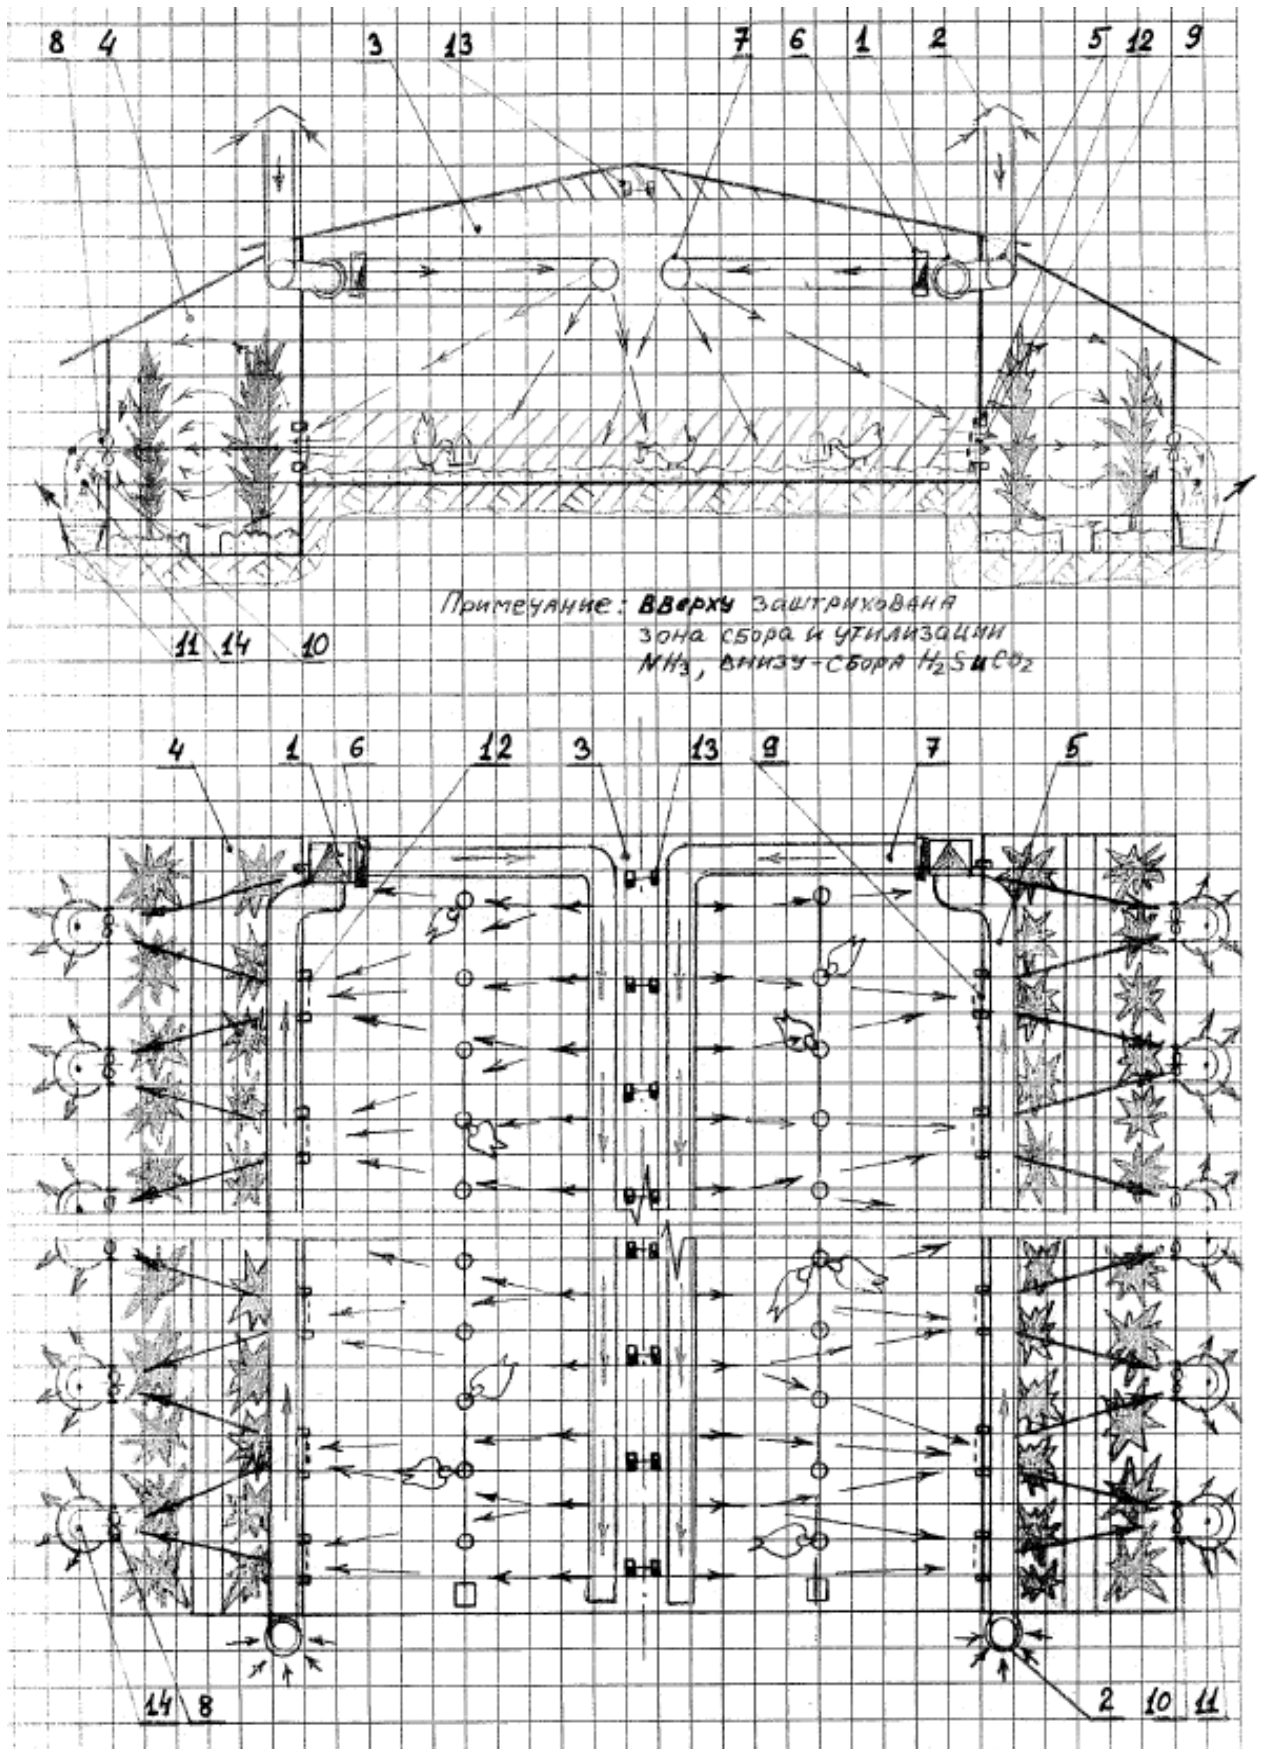 8 4 3 13 7 6 1 2 5 12 9
Примечание: вверху заштрихована
зона сбора и утилизации
NH₃, внизу-сбора H₂S и CO₂
11 14 10
4 1 6 12 3 13 9 7 5
14 8 2 10 11